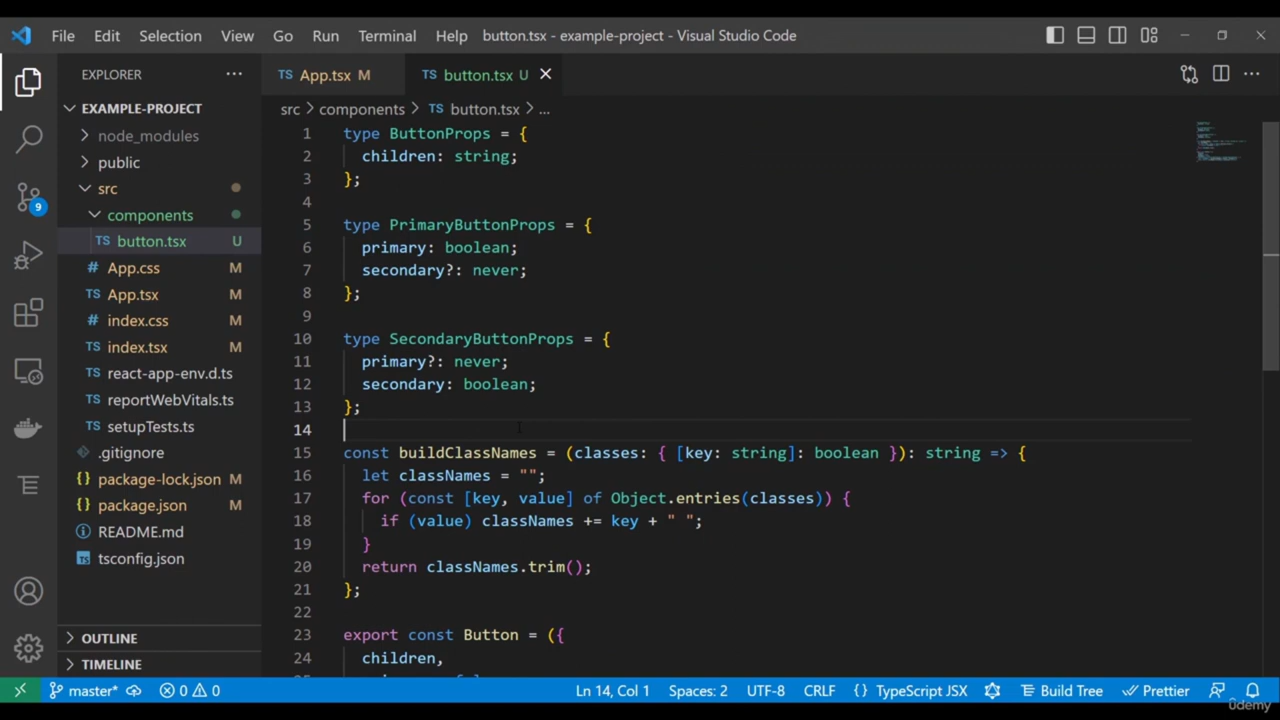 File Edit Selection View Go Run Terminal Help button.tsx - example-project - Visual Studio Code
EXPLORER
EXAMPLE-PROJECT
node_modules
public
src
components
TS button.tsx U
# App.css M
TS App.tsx M
# index.css M
TS index.tsx M
TS react-app-env.d.ts
TS reportWebVitals.ts
TS setupTests.ts
.gitignore
{} package-lock.json M
{} package.json M
README.md
TS tsconfig.json
OUTLINE
TIMELINE
9
TS App.tsx M TS button.tsx U
src > components > TS button.tsx > ...
1 type ButtonProps = {
2 children: string;
3 };
4
5 type PrimaryButtonProps = {
6 primary: boolean;
7 secondary?: never;
8 };
9
10 type SecondaryButtonProps = {
11 primary?: never;
12 secondary: boolean;
13 };
14
15 const buildClassNames = (classes: { [key: string]: boolean }): string => {
16 let classNames = "";
17 for (const [key, value] of Object.entries(classes)) {
18 if (value) classNames += key + " ";
19 }
20 return classNames.trim();
21 };
22
23 export const Button = ({
24 children,
master* 0 0 Ln 14, Col 1 Spaces: 2 UTF-8 CRLF {} TypeScript JSX Build Tree Prettier
ûdemy